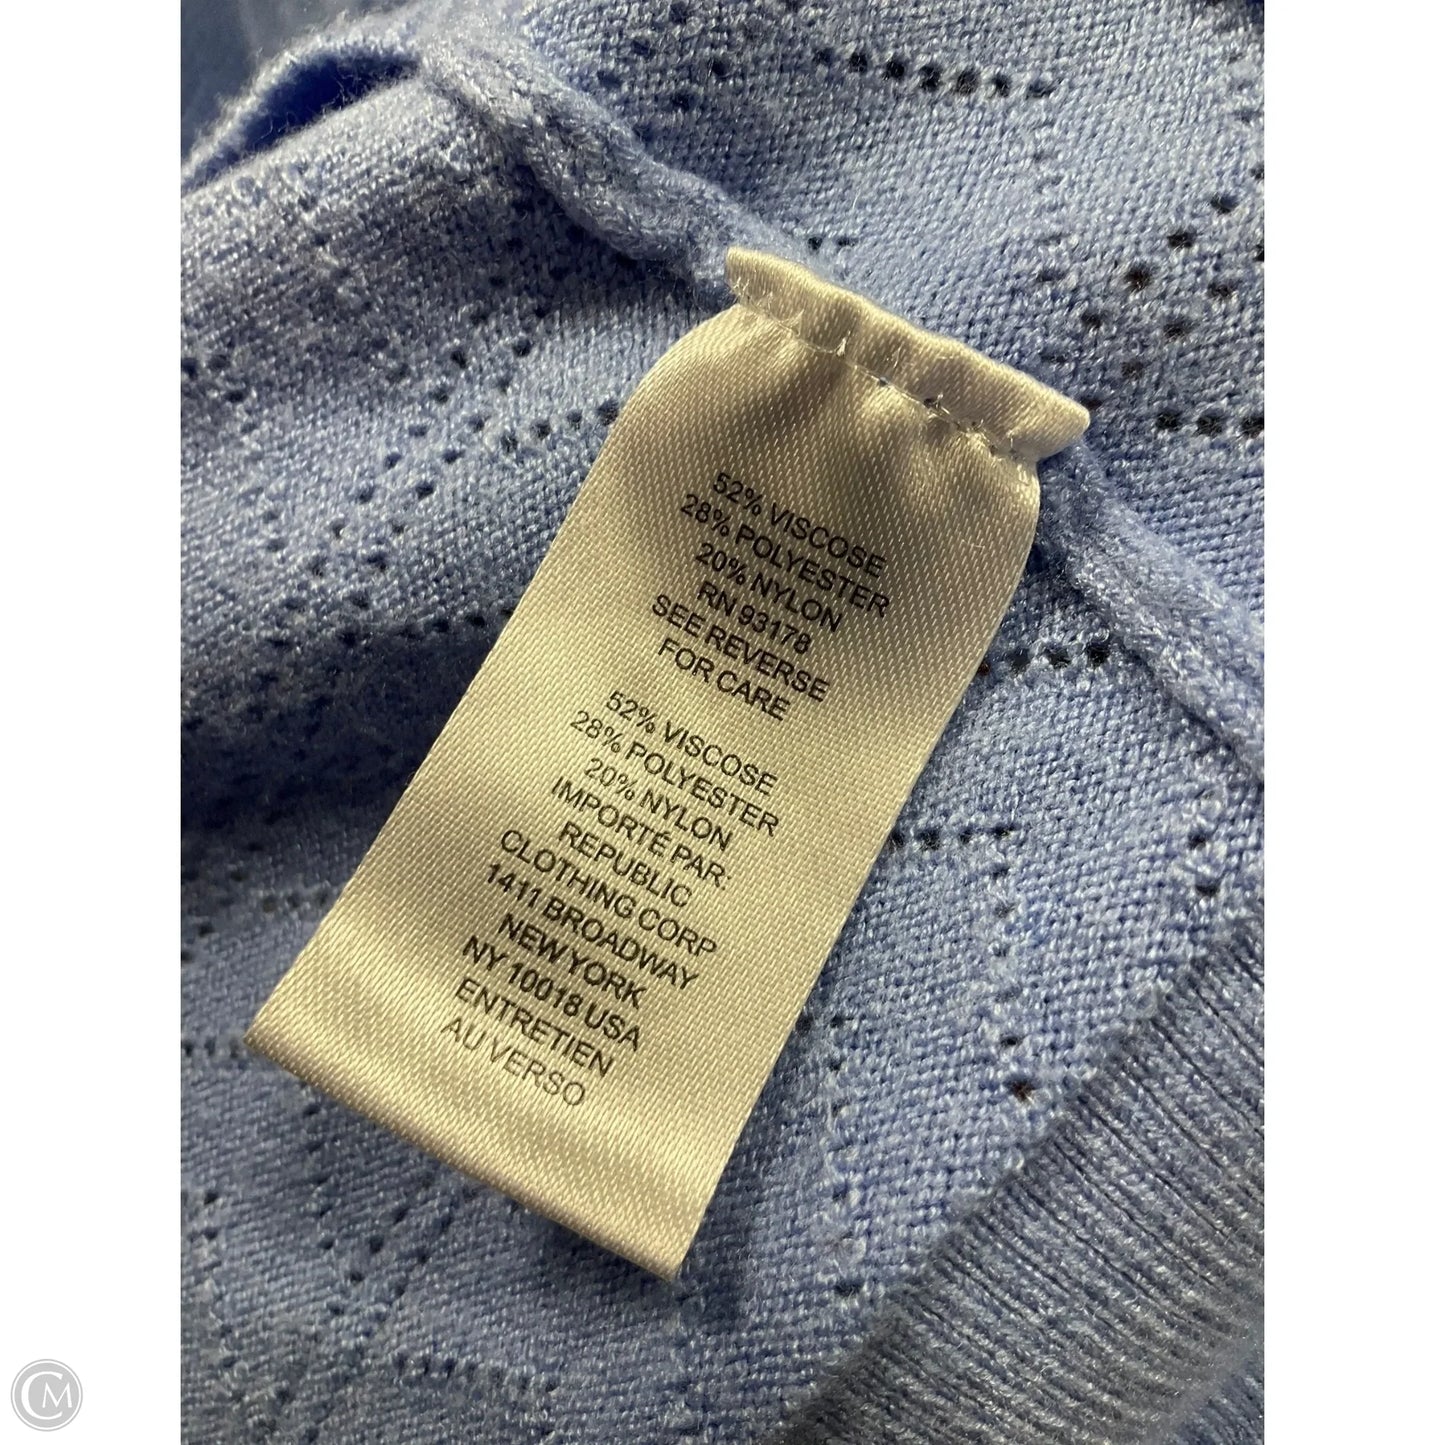 52% VISCOSE
28% POLYESTER
20% NYLON
RN 93178
SEE REVERSE
FOR CARE
52% VISCOSE
28% POLYESTER
20% NYLON
IMPORTÉ PAR:
REPUBLIC
CLOTHING CORP
1411 BROADWAY
NEW YORK
NY 10018 USA
ENTRETIEN
AU VERSO
CM